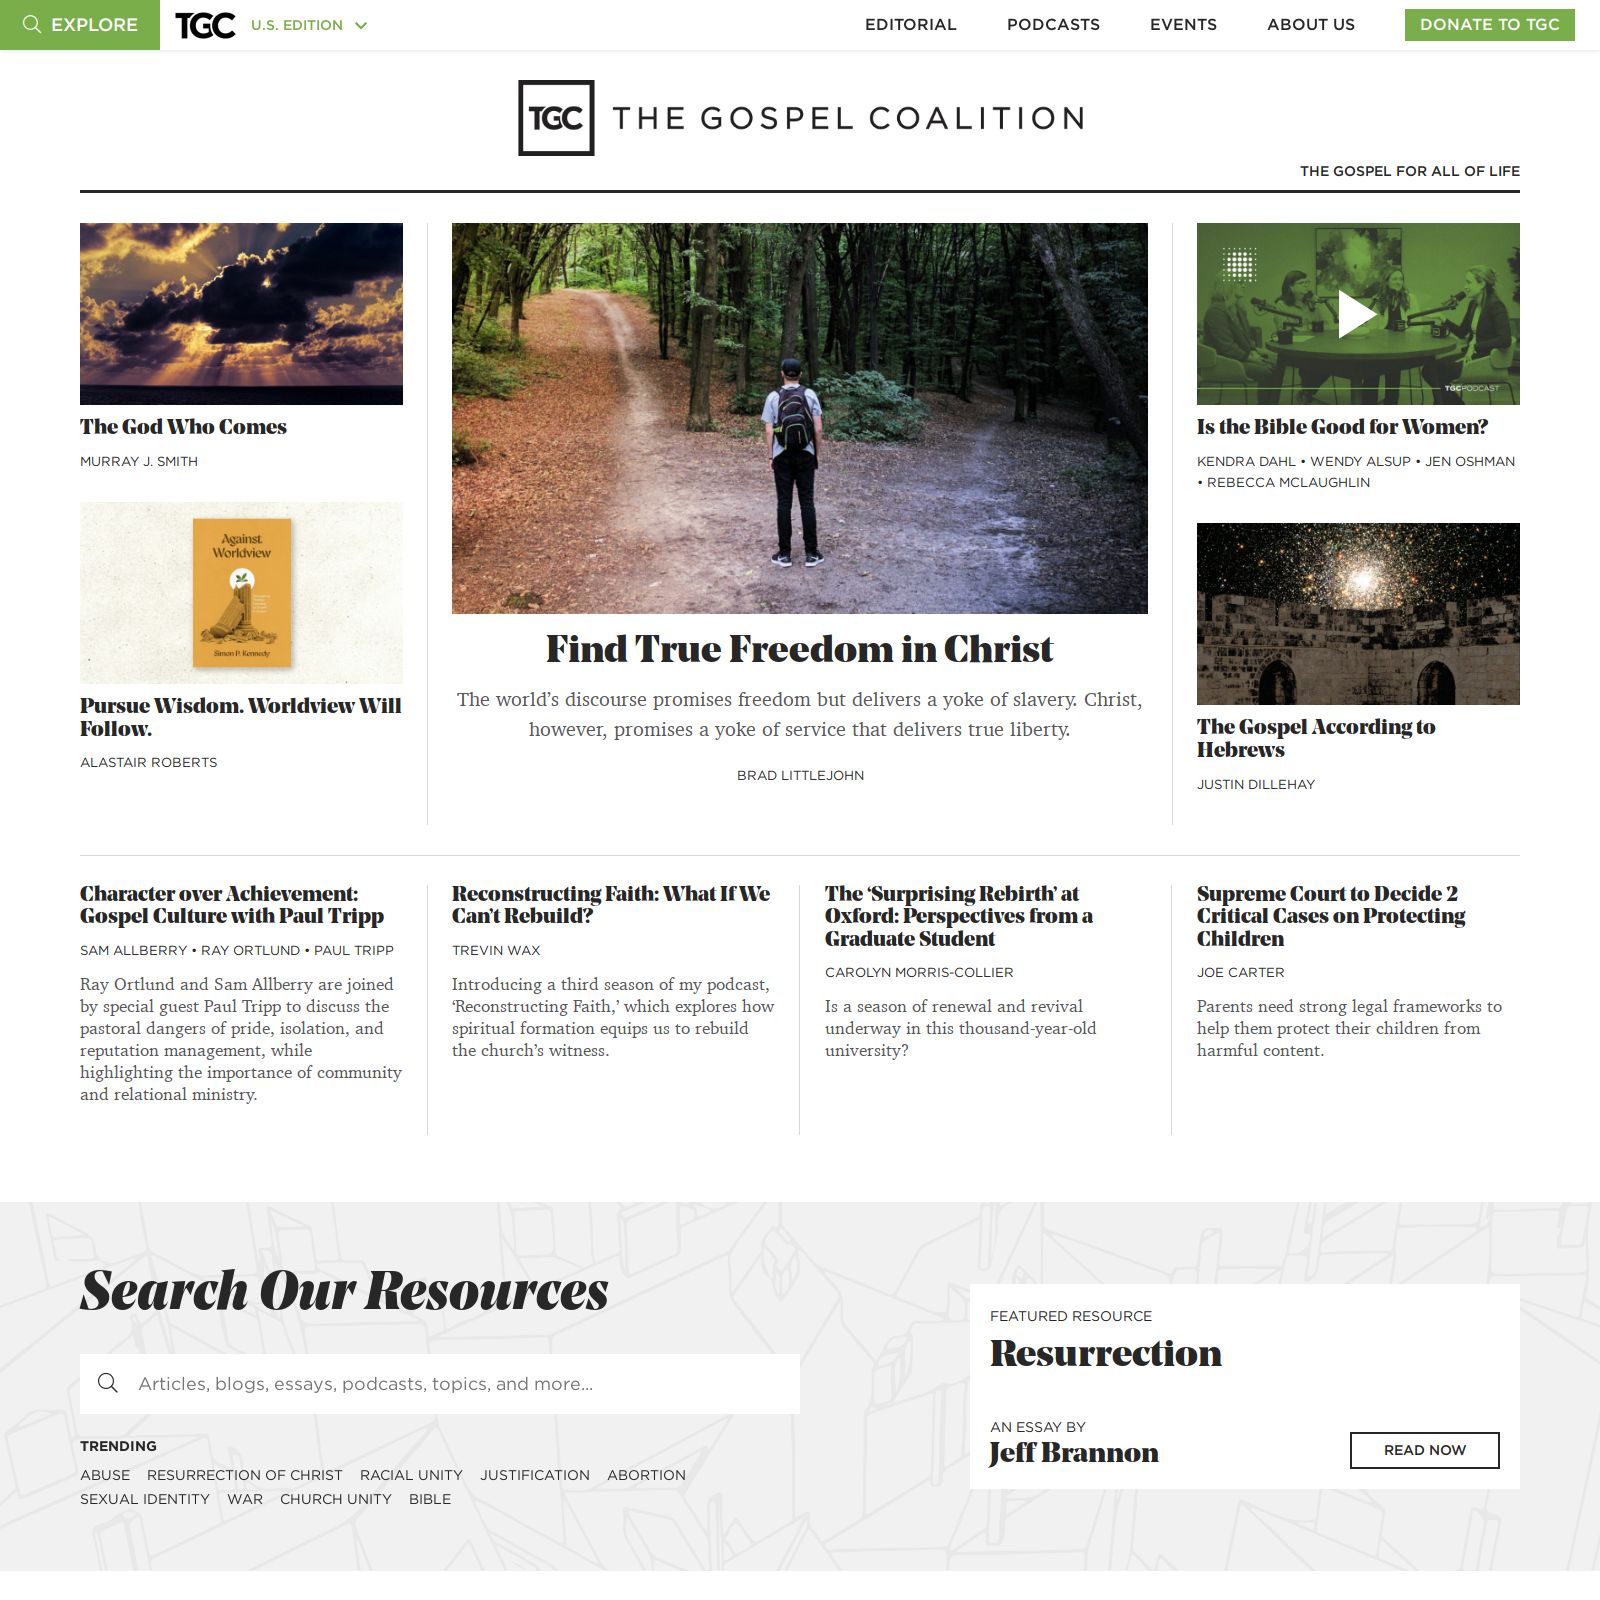 EXPLORE
TGC
U.S. EDITION
EDITORIAL
PODCASTS
EVENTS
ABOUT US
DONATE TO TGC
TGC THE GOSPEL COALITION
THE GOSPEL FOR ALL OF LIFE
The God Who Comes
MURRAY J. SMITH
Against
Worldview
Simon P. Kennedy
Pursue Wisdom. Worldview Will
Follow.
ALASTAIR ROBERTS
Find True Freedom in Christ
The world’s discourse promises freedom but delivers a yoke of slavery. Christ,
however, promises a yoke of service that delivers true liberty.
BRAD LITTLEJOHN
TGCPODCAST
Is the Bible Good for Women?
KENDRA DAHL • WENDY ALSUP • JEN OSHMAN
• REBECCA MCLAUGHLIN
The Gospel According to
Hebrews
JUSTIN DILLEHAY
Character over Achievement:
Gospel Culture with Paul Tripp
SAM ALLBERRY • RAY ORTLUND • PAUL TRIPP
Ray Ortlund and Sam Allberry are joined
by special guest Paul Tripp to discuss the
pastoral dangers of pride, isolation, and
reputation management, while
highlighting the importance of community
and relational ministry.
Reconstructing Faith: What If We
Can’t Rebuild?
TREVIN WAX
Introducing a third season of my podcast,
‘Reconstructing Faith,’ which explores how
spiritual formation equips us to rebuild
the church’s witness.
The ‘Surprising Rebirth’ at
Oxford: Perspectives from a
Graduate Student
CAROLYN MORRIS-COLLIER
Is a season of renewal and revival
underway in this thousand-year-old
university?
Supreme Court to Decide 2
Critical Cases on Protecting
Children
JOE CARTER
Parents need strong legal frameworks to
help them protect their children from
harmful content.
Search Our Resources
Articles, blogs, essays, podcasts, topics, and more...
TRENDING
ABUSE RESURRECTION OF CHRIST RACIAL UNITY JUSTIFICATION ABORTION
SEXUAL IDENTITY WAR CHURCH UNITY BIBLE
FEATURED RESOURCE
Resurrection
AN ESSAY BY
Jeff Brannon
READ NOW